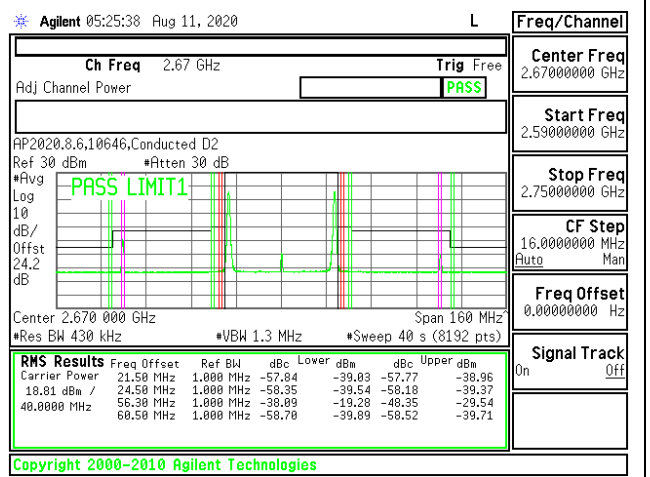 Agilent 05:25:38 Aug 11, 2020 L Freq/Channel
Ch Freq 2.67 GHz Trig Free
Adj Channel Power PASS
Center Freq
2.67000000 GHz
Start Freq
2.59000000 GHz
AP2020.8.6,10646,Conducted D2
Ref 30 dBm #Atten 30 dB
#Avg
Log
10
dB/
Offst
24.2
dB
PASS LIMIT1
Stop Freq
2.75000000 GHz
CF Step
16.0000000 MHz
Auto Man
Freq Offset
0.00000000 Hz
Signal Track
On Off
Center 2.670 000 GHz Span 160 MHz^
#Res BW 430 kHz #VBW 1.3 MHz #Sweep 40 s (8192 pts)
RMS Results Freq Offset Ref BW dBc Lower dBm dBc Upper dBm
Carrier Power 21.50 MHz 1.000 MHz -57.84 -39.03 -57.77 -38.96
18.81 dBm / 24.50 MHz 1.000 MHz -58.35 -39.54 -58.18 -39.37
40.0000 MHz 56.30 MHz 1.000 MHz -38.09 -19.28 -48.35 -29.54
60.50 MHz 1.000 MHz -58.70 -39.89 -58.52 -39.71
Copyright 2000-2010 Agilent Technologies